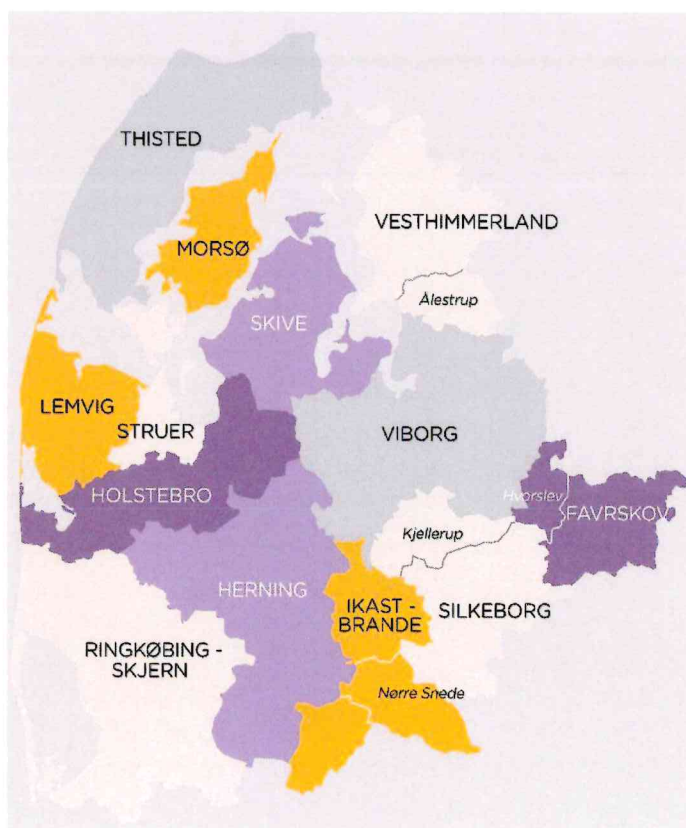 THISTED
MORSØ
VESTHIMMERLAND
Ålestrup
SKIVE
LEMVIG
STRUER
VIBORG
HOLSTEBRO
Hvorslev
FAVRSKOV
Kjellerup
HERNING
IKAST -
BRANDE
SILKEBORG
RINGKØBING -
SKJERN
Nørre Snede